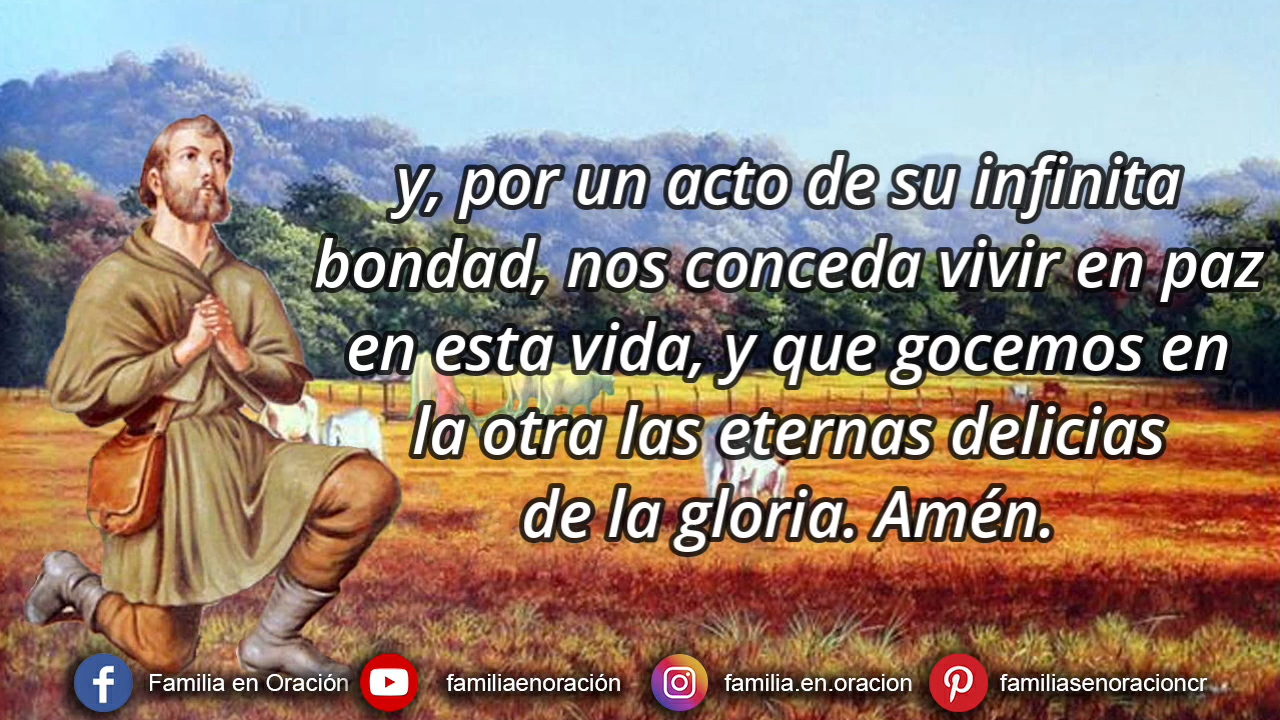 y, por un acto de su infinita
bondad, nos conceda vivir en paz
en esta vida, y que gocemos en
la otra las eternas delicias
de la gloria. Amén.
Familia en Oración familiaenoración familia.en.oracion familiasenoracioncr